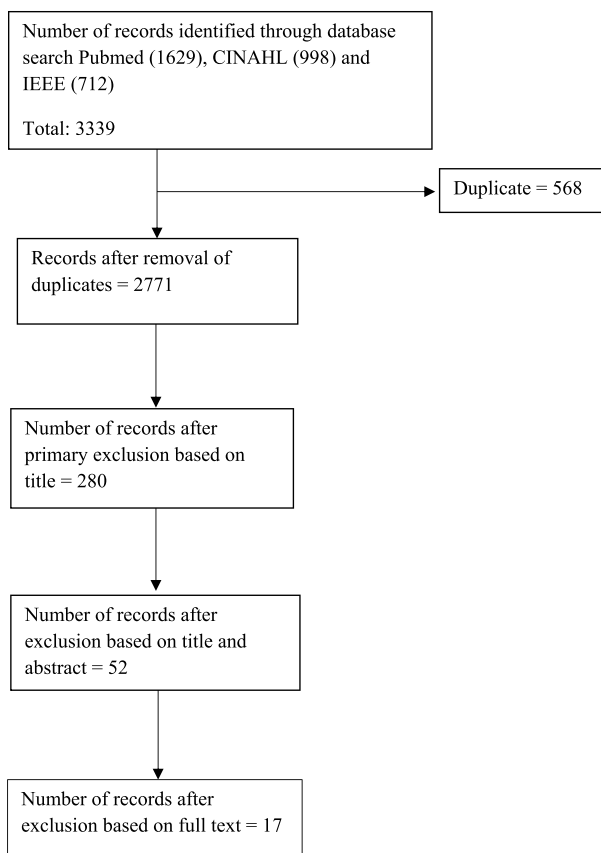 Number of records identified through database
search Pubmed (1629), CINAHL (998) and
IEEE (712)
Total: 3339
Duplicate = 568
Records after removal of
duplicates = 2771
Number of records after
primary exclusion based on
title = 280
Number of records after
exclusion based on title and
abstract = 52
Number of records after
exclusion based on full text = 17